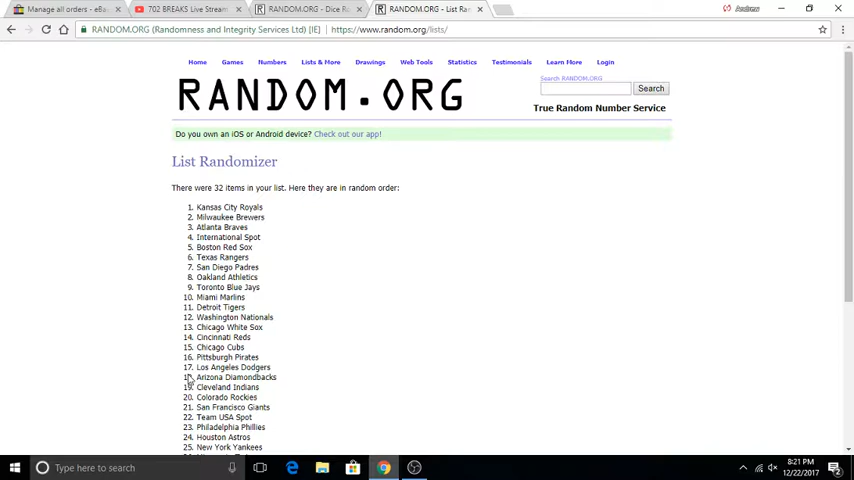 Manage all orders - eBa
702 BREAKS Live Stream
RANDOM.ORG - Dice Ro
RANDOM.ORG - List Ran
Andrew
RANDOM.ORG (Randomness and Integrity Services Ltd) [IE]
https://www.random.org/lists/
Home Games Numbers Lists & More Drawings Web Tools Statistics Testimonials Learn More Login
Search RANDOM.ORG
RANDOM.ORG
Search
True Random Number Service
Do you own an iOS or Android device? Check out our app!
List Randomizer
There were 32 items in your list. Here they are in random order:
1. Kansas City Royals
2. Milwaukee Brewers
3. Atlanta Braves
4. International Spot
5. Boston Red Sox
6. Texas Rangers
7. San Diego Padres
8. Oakland Athletics
9. Toronto Blue Jays
10. Miami Marlins
11. Detroit Tigers
12. Washington Nationals
13. Chicago White Sox
14. Cincinnati Reds
15. Chicago Cubs
16. Pittsburgh Pirates
17. Los Angeles Dodgers
Arizona Diamondbacks
19. Cleveland Indians
20. Colorado Rockies
21. San Francisco Giants
22. Team USA Spot
23. Philadelphia Phillies
24. Houston Astros
25. New York Yankees
Type here to search
8:21 PM
12/22/2017